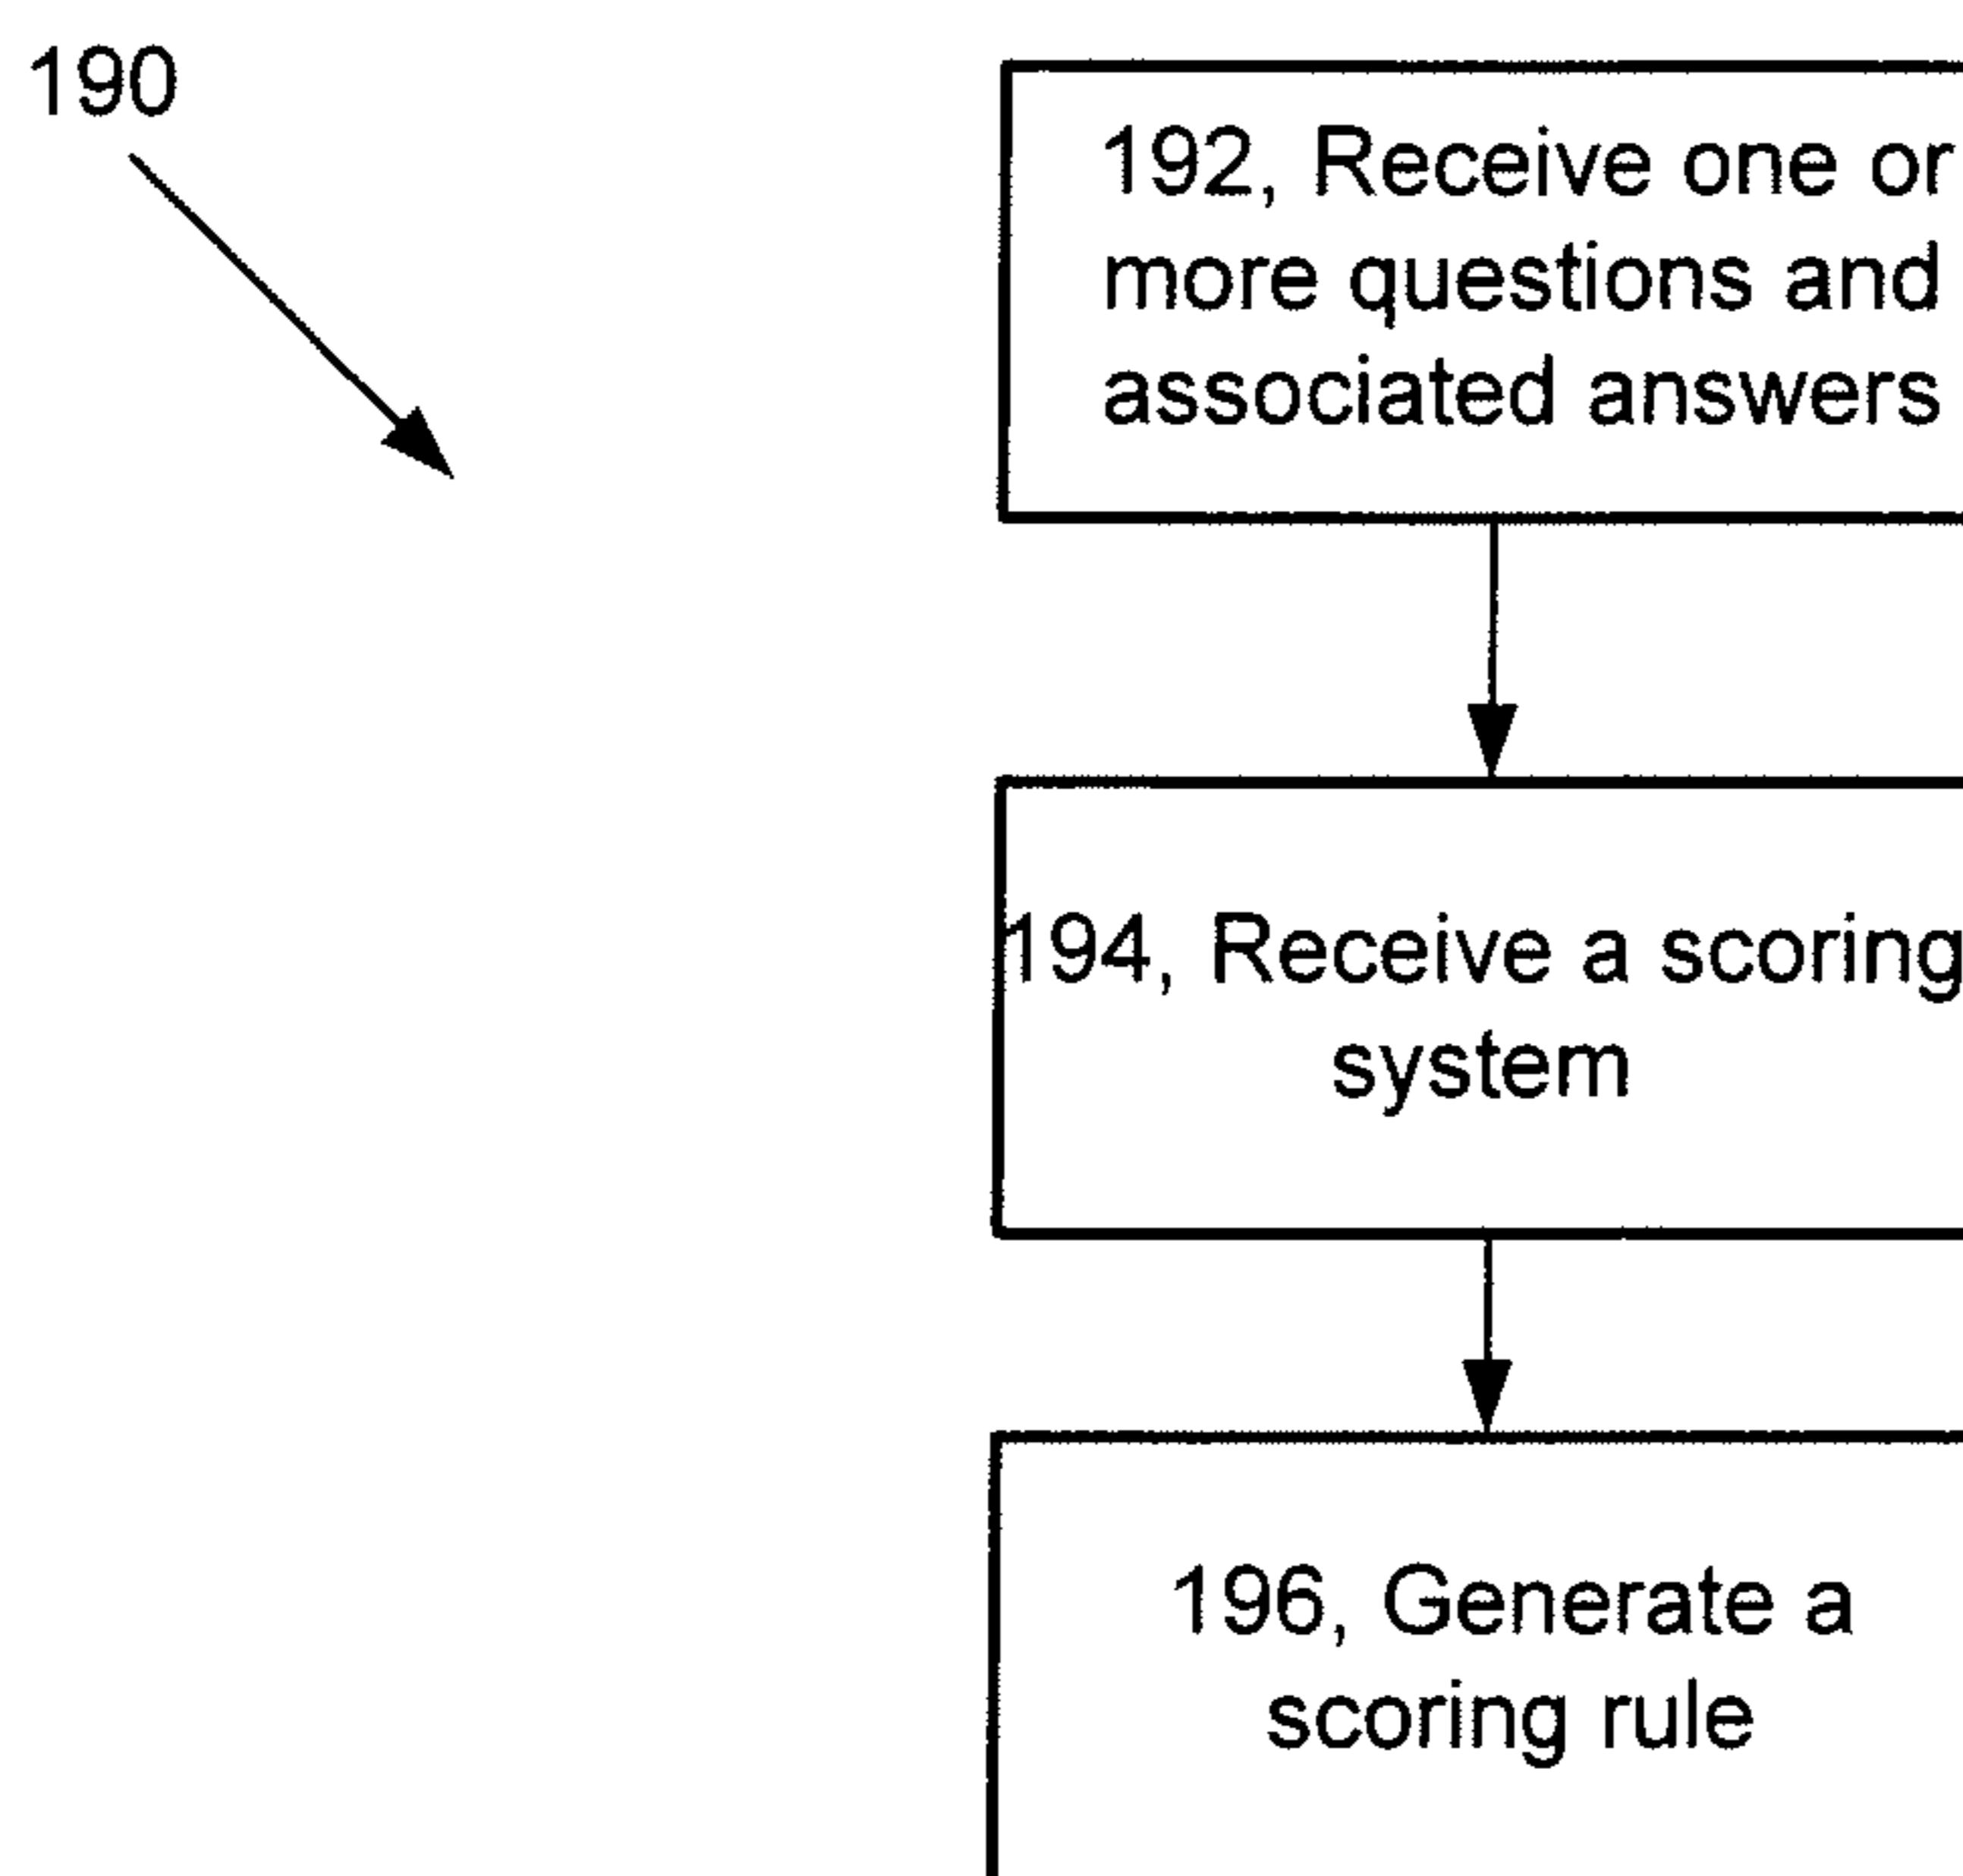 190
192, Receive one or
more questions and
associated answers
194, Receive a scoring
system
196, Generate a
scoring rule